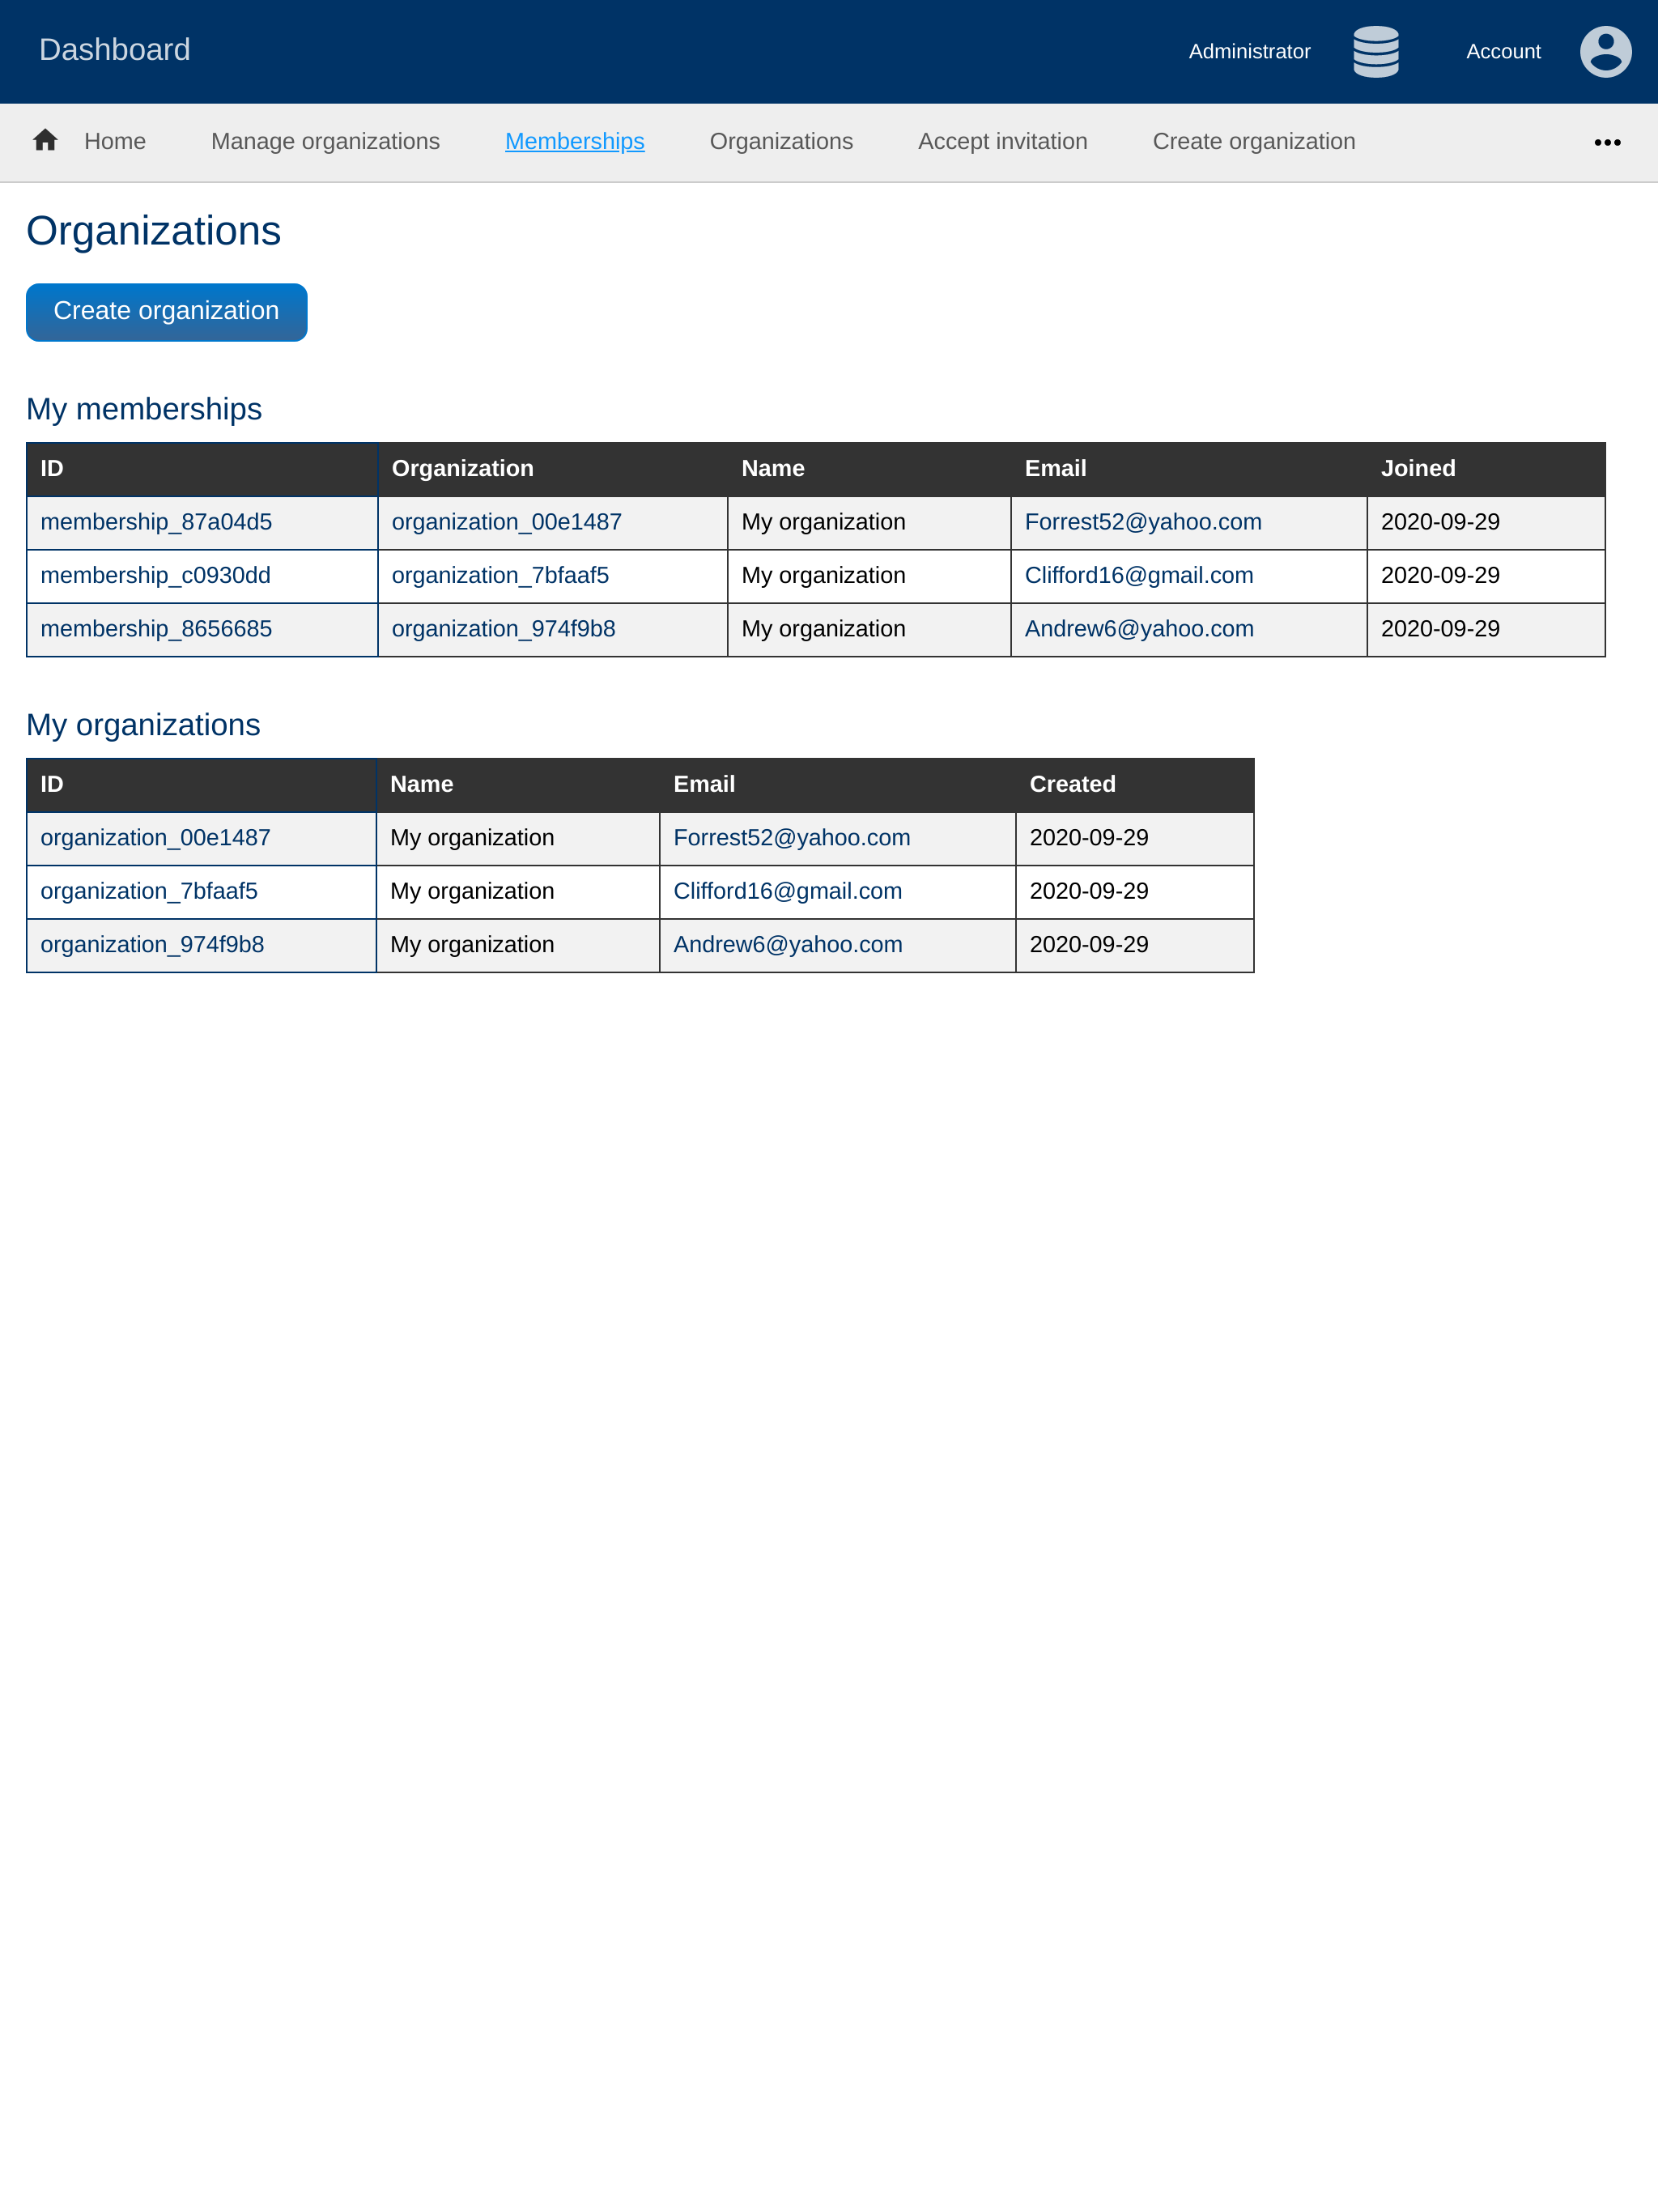 Dashboard Administrator Account
Home Manage organizations Memberships Organizations Accept invitation Create organization
Organizations
Create organization
My memberships
ID Organization Name Email Joined
membership_87a04d5 organization_00e1487 My organization Forrest52@yahoo.com 2020-09-29
membership_c0930dd organization_7bfaaf5 My organization Clifford16@gmail.com 2020-09-29
membership_8656685 organization_974f9b8 My organization Andrew6@yahoo.com 2020-09-29
My organizations
ID Name Email Created
organization_00e1487 My organization Forrest52@yahoo.com 2020-09-29
organization_7bfaaf5 My organization Clifford16@gmail.com 2020-09-29
organization_974f9b8 My organization Andrew6@yahoo.com 2020-09-29